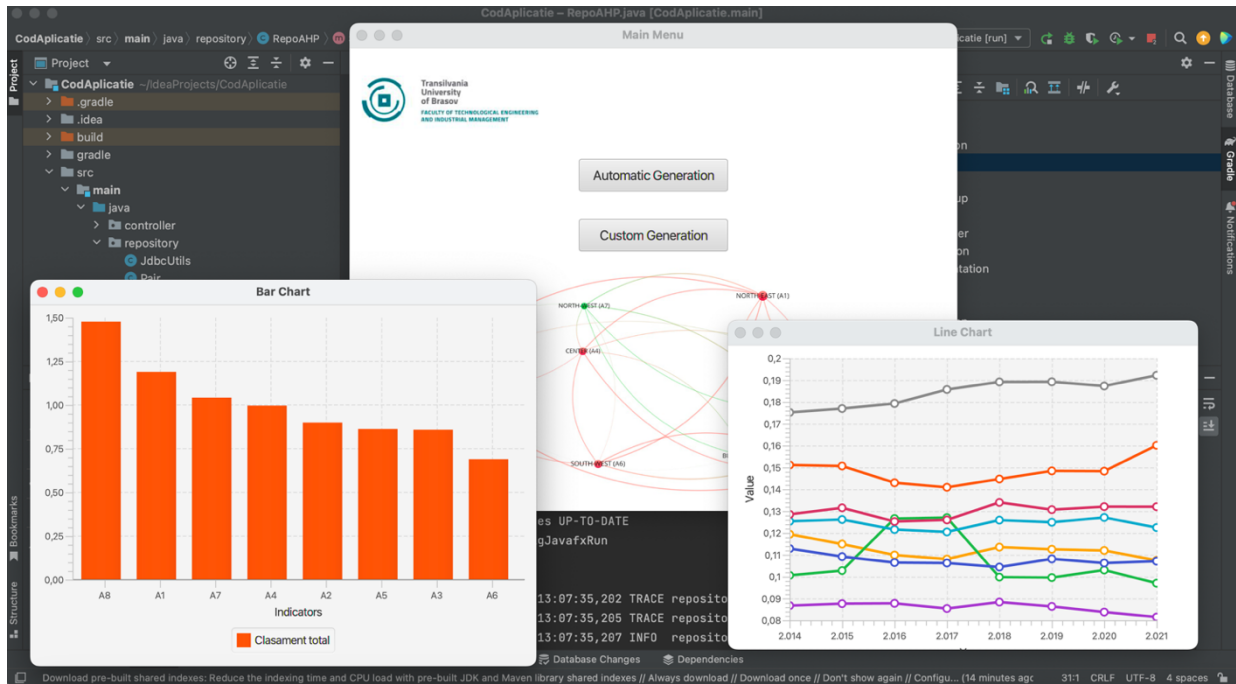 CodAplicatie – RepoAHP.java [CodAplicatie.main]
CodAplicatie src main java repository RepoAHP m
catie [run]
Project
Project
CodAplicatie ~/IdeaProjects/CodAplicatie
.gradle
.idea
build
gradle
src
main
java
controller
repository
JdbcUtils
Pair
Bookmarks
Structure
Main Menu
Transilvania
University
of Brasov
FACULTY OF TECHNOLOGICAL ENGINEERING
AND INDUSTRIAL MANAGEMENT
Automatic Generation
Custom Generation
NORTH-EAST (A1)
NORTH-WEST (A7)
CENTER (A4)
SOUTH-WEST (A6)
Database
Gradle
Notifications
on
up
er
on
tation
Bar Chart
1,50
1,25
1,00
0,75
0,50
0,25
0,00
A8 A1 A7 A4 A2 A5 A3 A6
Indicators
Clasament total
Line Chart
Value
0,2
0,19
0,18
0,17
0,16
0,15
0,14
0,13
0,12
0,11
0,1
0,09
0,08
2.014 2.015 2.016 2.017 2.018 2.019 2.020 2.021
es UP-TO-DATE
gJavafxRun
13:07:35,202 TRACE reposito
13:07:35,205 TRACE reposito
13:07:35,207 INFO reposito
Database Changes Dependencies
Download pre-built shared indexes: Reduce the indexing time and CPU load with pre-built JDK and Maven library shared indexes // Always download // Download once // Don't show again // Configu... (14 minutes ago 31:1 CRLF UTF-8 4 spaces